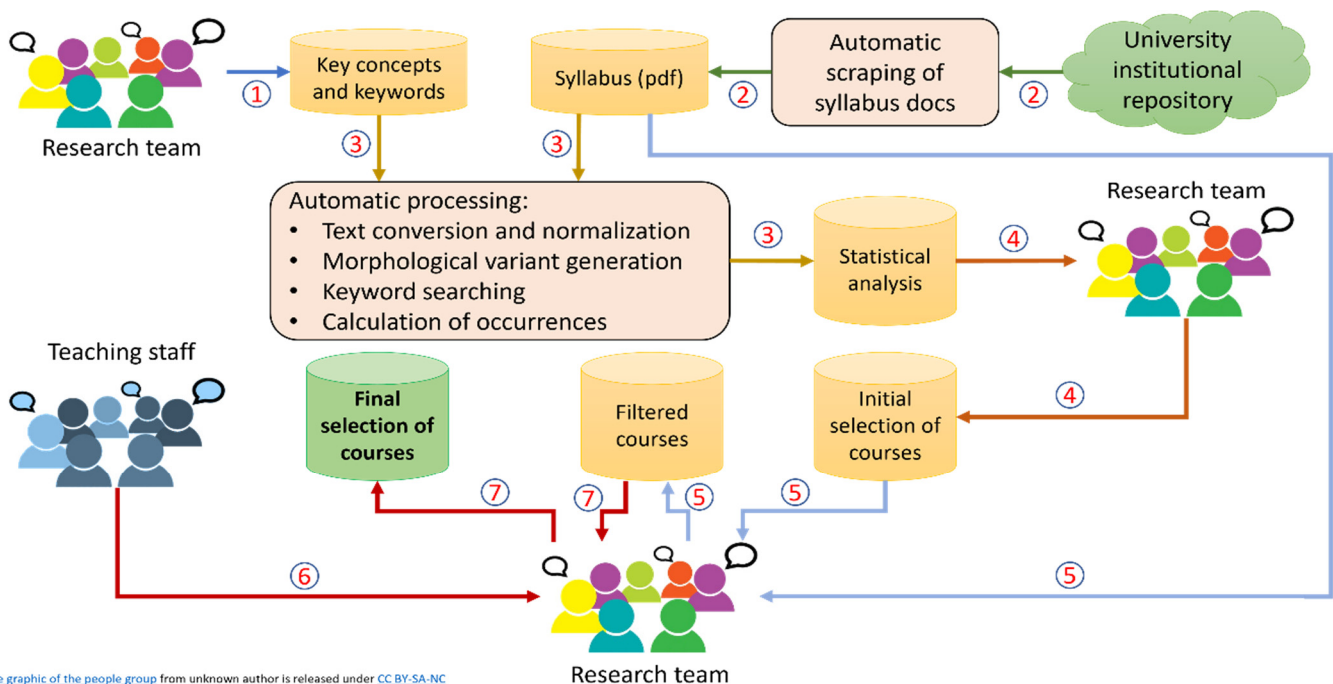 Research team
①
Key concepts
and keywords
Syllabus (pdf)
②
Automatic
scraping of
syllabus docs
②
University
institutional
repository
③
③
Automatic processing:
• Text conversion and normalization
• Morphological variant generation
• Keyword searching
• Calculation of occurrences
③
Statistical
analysis
④
Research team
Teaching staff
Final
selection of
courses
Filtered
courses
Initial
selection of
courses
④
⑦
⑦
⑤
⑤
⑥
⑤
Research team
e graphic of the people group from unknown author is released under CC BY-SA-NC